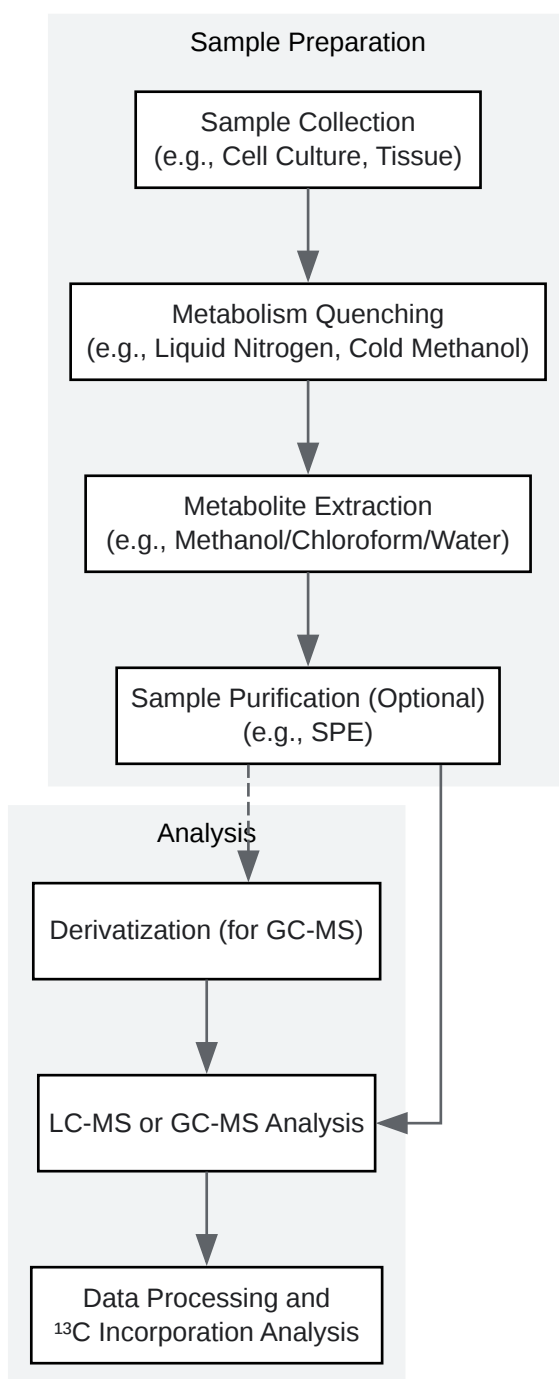 Sample Preparation
Sample Collection
(e.g., Cell Culture, Tissue)
Metabolism Quenching
(e.g., Liquid Nitrogen, Cold Methanol)
Metabolite Extraction
(e.g., Methanol/Chloroform/Water)
Sample Purification (Optional)
(e.g., SPE)
Analysis
Derivatization (for GC-MS)
LC-MS or GC-MS Analysis
Data Processing and
¹³C Incorporation Analysis